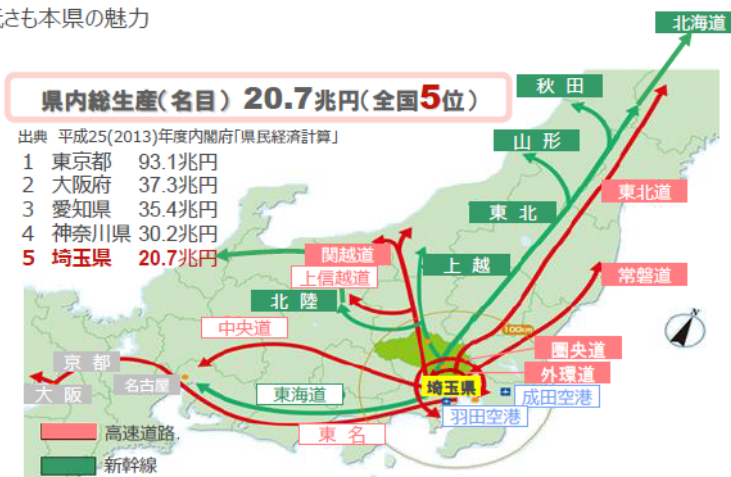 さも本県の魅力
北海道
県内総生産(名目) 20.7兆円(全国5位)
秋田
出典 平成25(2013)年度内閣府「県民経済計算」
山形
1 東京都 93.1兆円
2 大阪府 37.3兆円
3 愛知県 35.4兆円
4 神奈川県 30.2兆円
5 埼玉県 20.7兆円
東北道
東北
関越道
上越
上信越道
常磐道
北陸
中央道
100km
N
圏央道
京都
外環道
大阪
名古屋
埼玉県
東海道
成田空港
羽田空港
東名
高速道路.
新幹線